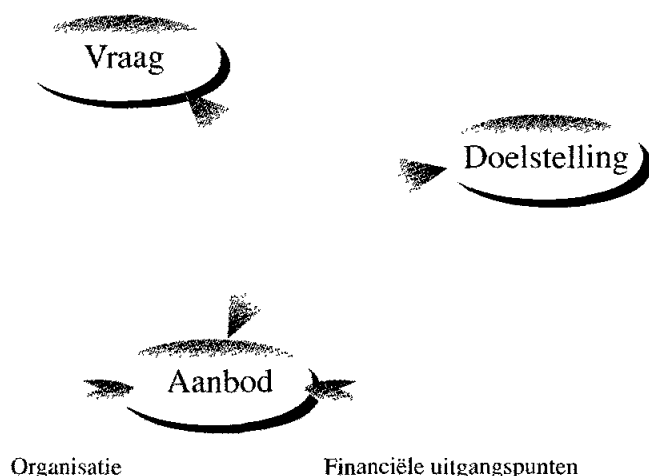 Vraag
Doelstelling
Aanbod
Organisatie
Financiële uitgangspunten